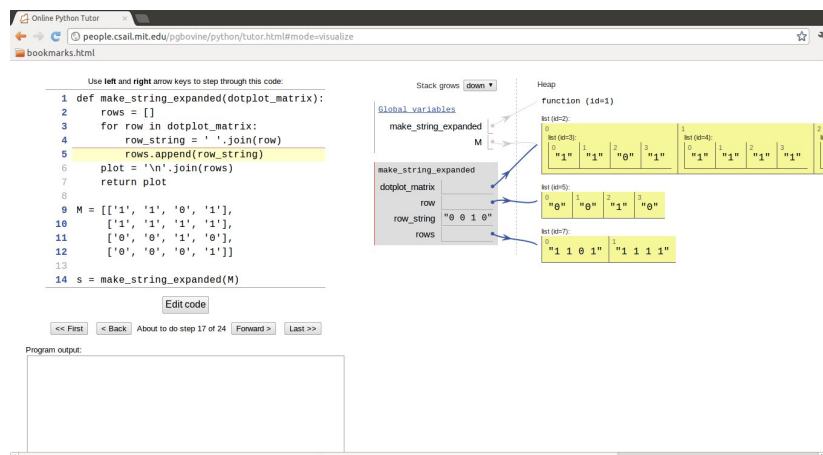 Online Python Tutor
people.csail.mit.edu/pgbovine/python/tutor.html#mode=visualize
bookmarks.html
Use left and right arrow keys to step through this code:
1 def make_string_expanded(dotplot_matrix):
2     rows = []
3     for row in dotplot_matrix:
4         row_string = ' '.join(row)
5         rows.append(row_string)
6     plot = '\n'.join(rows)
7     return plot
8
9 M = [['1', '1', '0', '1'],
10      ['1', '1', '1', '1'],
11      ['0', '0', '1', '0'],
12      ['0', '0', '0', '1']]
13
14 s = make_string_expanded(M)
Edit code
<< First < Back About to do step 17 of 24 Forward > Last >>
Program output:
Stack grows down
Global variables
make_string_expanded
M
make_string_expanded
dotplot_matrix
row
row_string "0 0 1 0"
rows
Heap
function (id=1)
list (id=2):
0 1 2
list (id=3): list (id=4):
0 1 2 3 0 1 2 3
"1" "1" "0" "1" "1" "1" "1" "1"
list (id=5):
0 1 2 3
"0" "0" "1" "0"
list (id=7):
0 1
"1 1 0 1" "1 1 1 1"